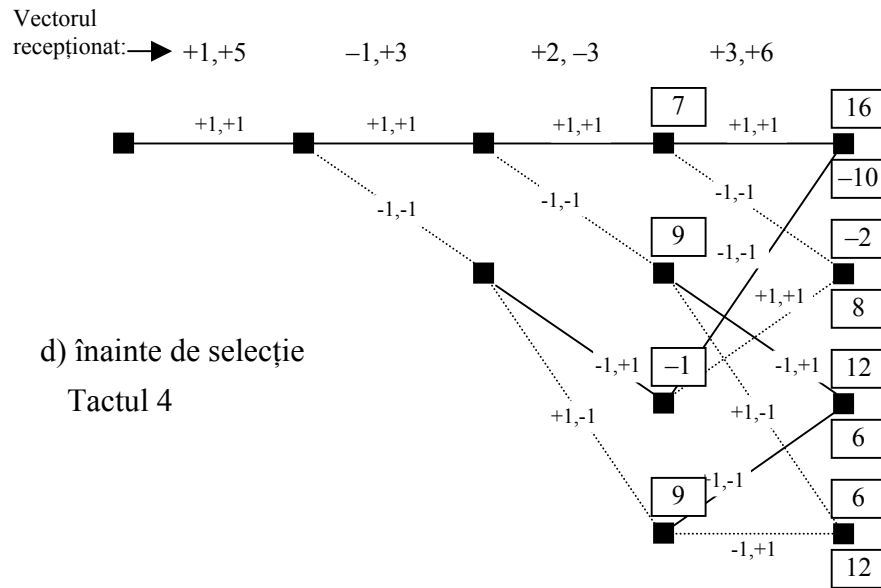 Vectorul
recepționat:
+1,+5 –1,+3 +2, –3 +3,+6
7 16
+1,+1 +1,+1 +1,+1 +1,+1
–10
-1,-1 -1,-1 -1,-1
9 –2
-1,-1
+1,+1
8
d) înainte de selecție
–1 12
-1,+1 -1,+1
Tactul 4
+1,-1 +1,-1
6
9 +1,-1 6
-1,+1
12